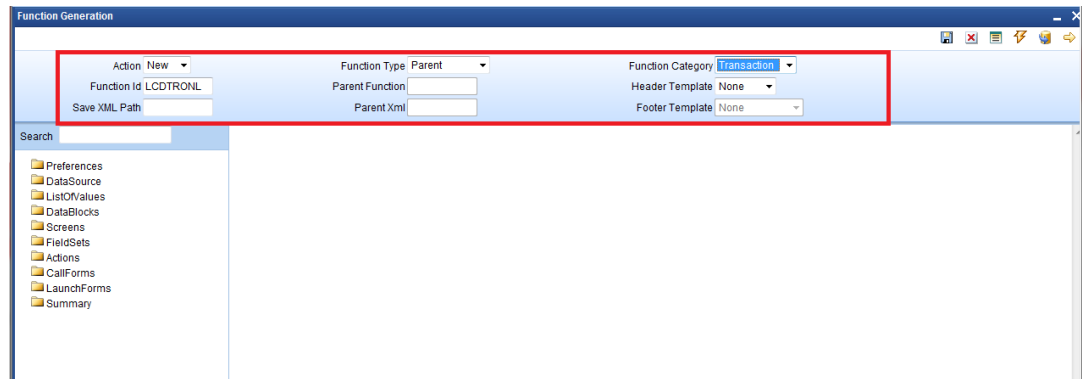 Function Generation
Action New Function Type Parent Function Category Transaction
Function Id LCDTRONL Parent Function Header Template None
Save XML Path Parent Xml Footer Template None
Search
Preferences
DataSource
ListOfValues
DataBlocks
Screens
FieldSets
Actions
CallForms
LaunchForms
Summary